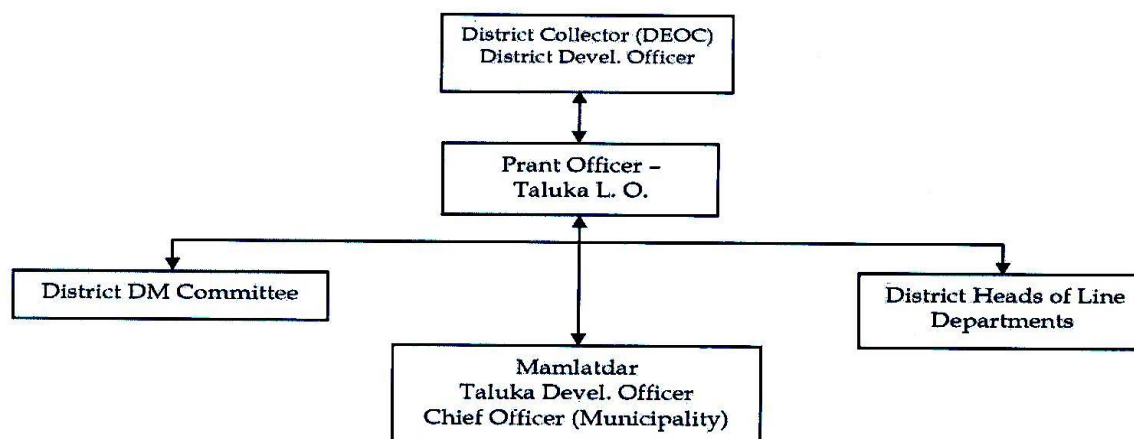 District Collector (DEOC)
District Devel. Officer
Prant Officer –
Taluka L. O.
District DM Committee
District Heads of Line
Departments
Mamlatdar
Taluka Devel. Officer
Chief Officer (Municipality)